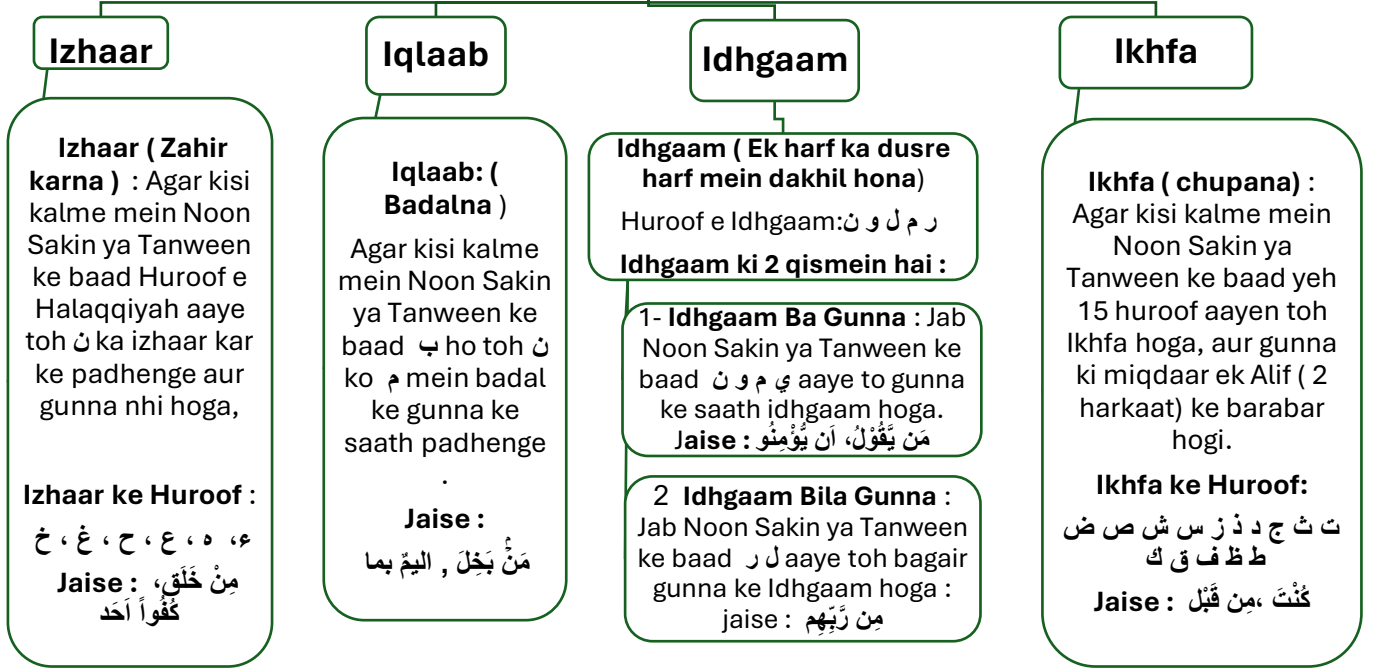 Izhaar
Izhaar ( Zahir
karna ) : Agar kisi
kalme mein Noon
Sakin ya Tanween
ke baad Huroof e
Halaqqiyah aaye
toh ن ka izhaar kar
ke padhenge aur
gunna nhi hoga,
Izhaar ke Huroof :
ء، ه ، ع ، ح ، غ ، خ
Jaise : مِنْ خَلَقٍ،
كُفُواً اَحَد
Iqlaab
Iqlaab: (
Badalna )
Agar kisi kalme
mein Noon Sakin
ya Tanween ke
baad ب ho toh ن
ko م mein badal
ke gunna ke
saath padhenge
.
Jaise :
مَنْۢ بَخِلَ , اليمٌ بما
Idhgaam
Idhgaam ( Ek harf ka dusre
harf mein dakhil hona)
Huroof e Idhgaam: ر م ل و ن
Idhgaam ki 2 qismein hai :
1- Idhgaam Ba Gunna : Jab
Noon Sakin ya Tanween ke
baad ي م و ن aaye to gunna
ke saath idhgaam hoga.
Jaise : مَن يَّقُوْلُ، اَن يُّؤْمِنُو
2 Idhgaam Bila Gunna :
Jab Noon Sakin ya Tanween
ke baad ل ر aaye toh bagair
gunna ke Idhgaam hoga :
jaise : مِن رَّبِّهِم
Ikhfa
Ikhfa ( chupana) :
Agar kisi kalme mein
Noon Sakin ya
Tanween ke baad yeh
15 huroof aayen toh
Ikhfa hoga, aur gunna
ki miqdaar ek Alif ( 2
harkaat) ke barabar
hogi.
Ikhfa ke Huroof:
ت ث ج د ذ ز س ش ص ض
ط ظ ف ق ك
Jaise : كُنْتَ ،مِن قَبْل